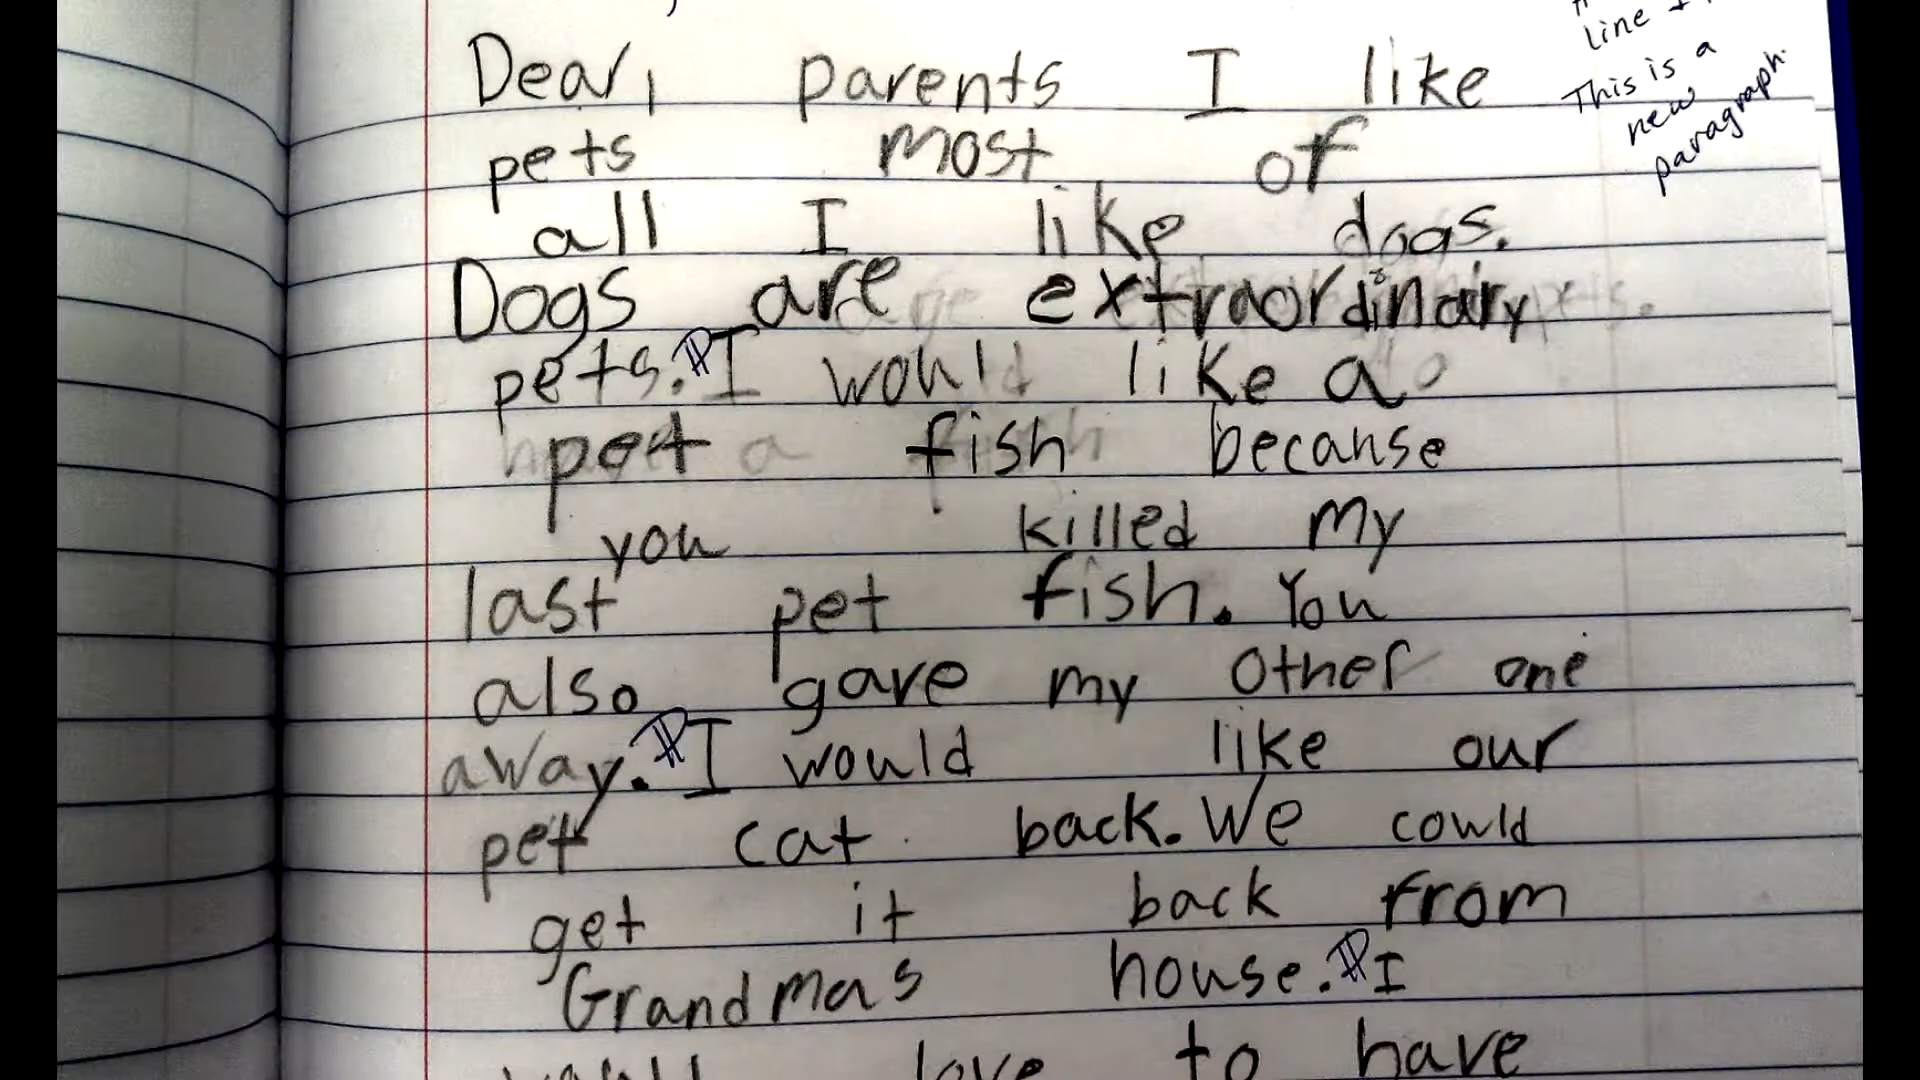 Dear, parents I like
pets most of
all I like dogs.
Dogs are extraordinary
pets. I would like a
pet fish because
you killed my
last pet fish. You
also gave my other one
away. I would like our
pet cat back. We could
get it back from
Grandmas house. I
would love to have
Line
This is a
new
paragraph.